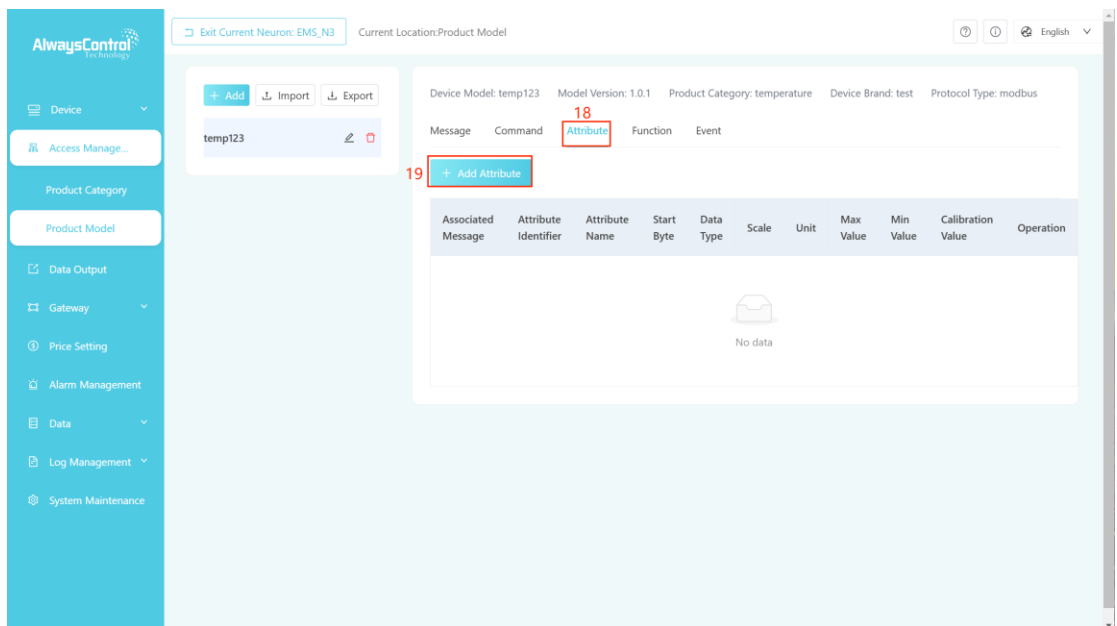 AlwaysControl
Technology
Exit Current Neuron: EMS_N3
Current Location:Product Model
English
Device
Access Manage...
Product Category
Product Model
Data Output
Gateway
Price Setting
Alarm Management
Data
Log Management
System Maintenance
+ Add
Import
Export
temp123
Device Model: temp123 Model Version: 1.0.1 Product Category: temperature Device Brand: test Protocol Type: modbus
18
Message Command Attribute Function Event
19
+ Add Attribute
Associated Message
Attribute Identifier
Attribute Name
Start Byte
Data Type
Scale
Unit
Max Value
Min Value
Calibration Value
Operation
No data